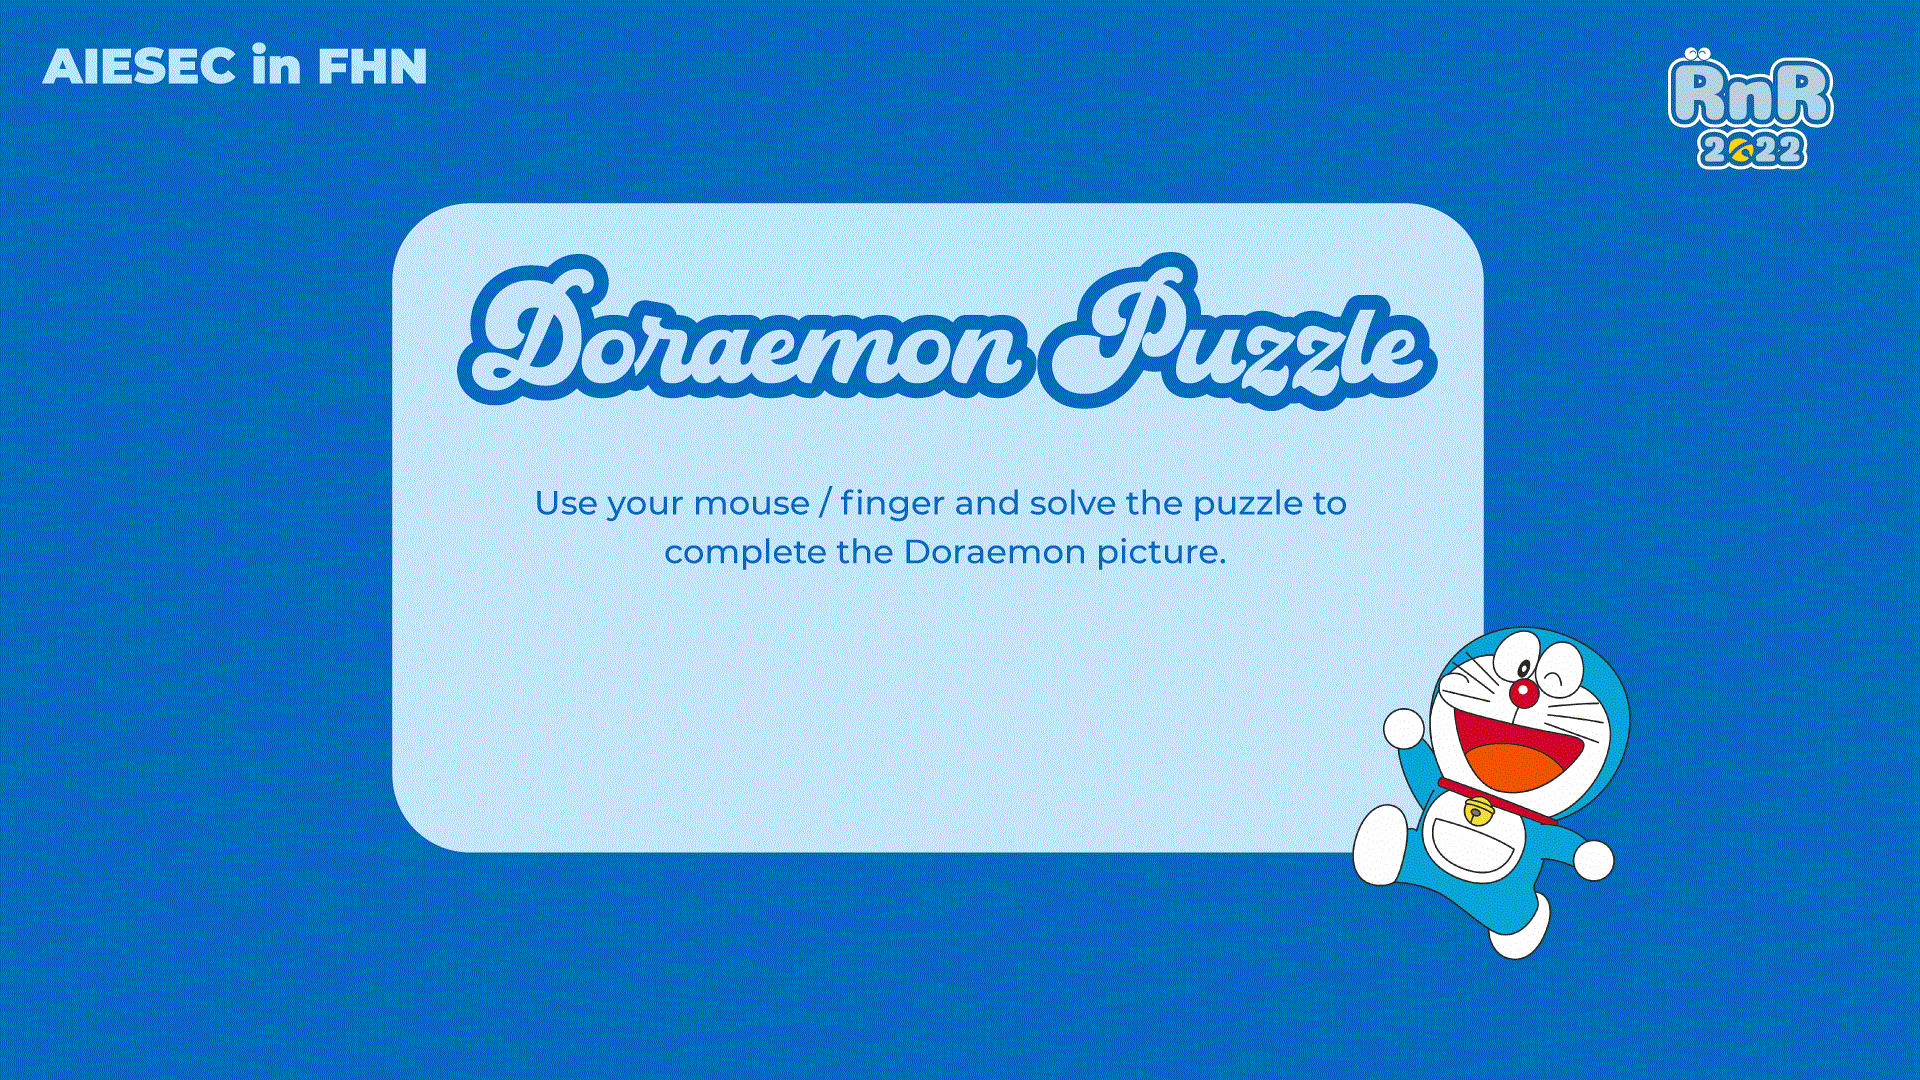 AIESEC in FHN
RnR
2022
Doraemon Puzzle
Use your mouse / finger and solve the puzzle to
complete the Doraemon picture.